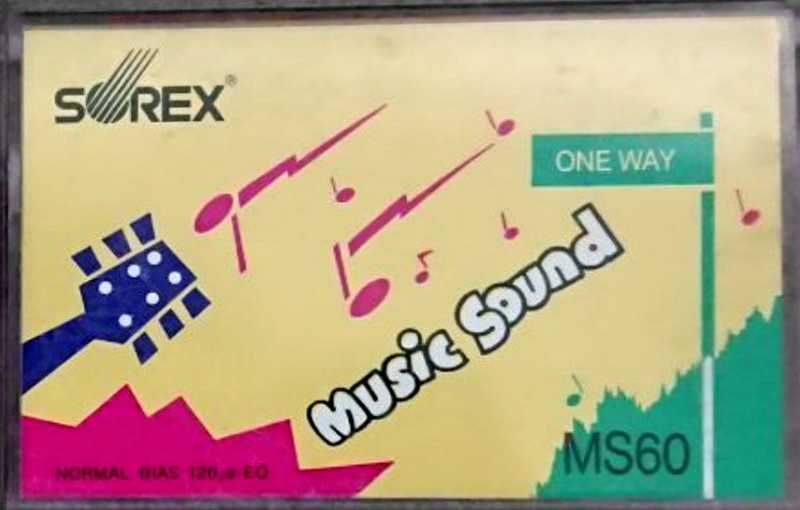 SOREX®
ONE WAY
Music Sound
MS60
NORMAL BIAS 120µs EQ